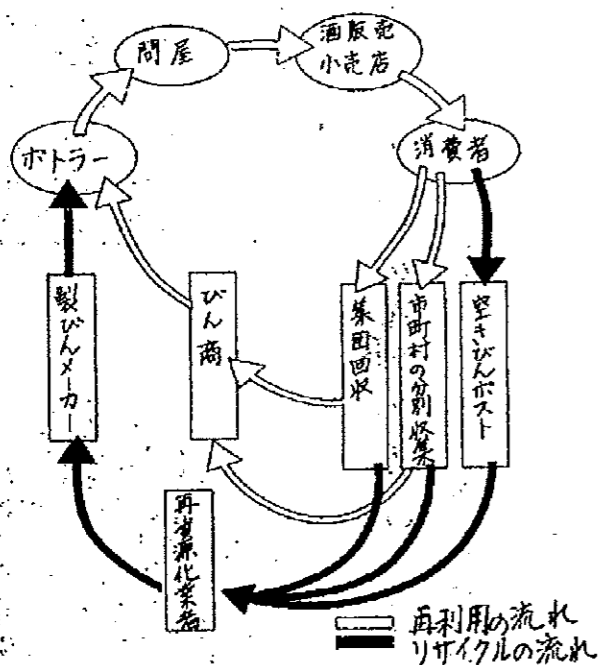 問屋
酒販売
小売店
ボトラー
消費者
製びんメーカー
びん商
集団回収
市町村の分別収集
空きびんポスト
再資源化業者
再利用の流れ
リサイクルの流れ